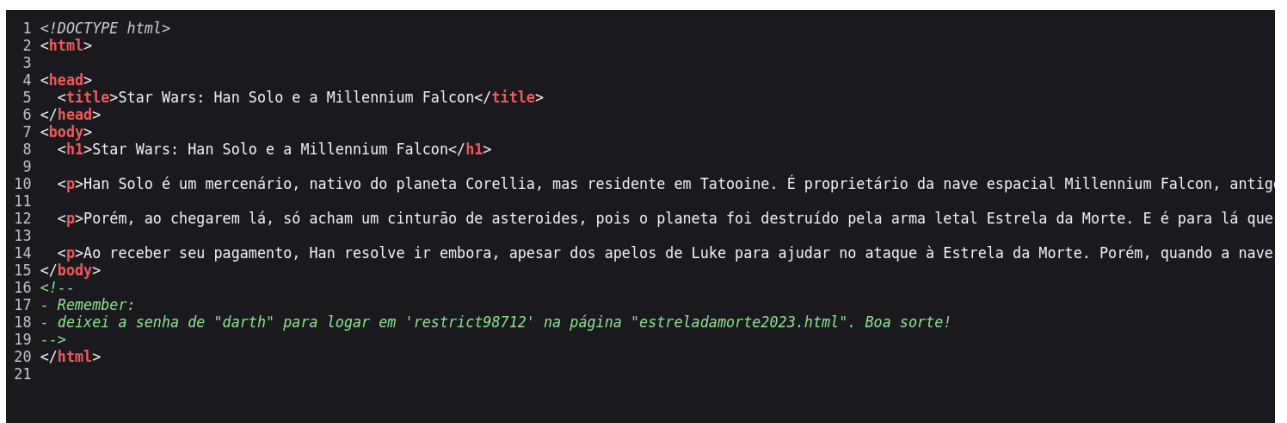 1 <!DOCTYPE html>
2 <html>
3
4 <head>
5   <title>Star Wars: Han Solo e a Millennium Falcon</title>
6 </head>
7 <body>
8   <h1>Star Wars: Han Solo e a Millennium Falcon</h1>
9
10   <p>Han Solo é um mercenário, nativo do planeta Corellia, mas residente em Tatooine. É proprietário da nave espacial Millennium Falcon, antig
11
12   <p>Porém, ao chegarem lá, só acham um cinturão de asteroides, pois o planeta foi destruído pela arma letal Estrela da Morte. E é para lá que
13
14   <p>Ao receber seu pagamento, Han resolve ir embora, apesar dos apelos de Luke para ajudar no ataque à Estrela da Morte. Porém, quando a nave
15 </body>
16 <!--
17 - Remember:
18 - deixei a senha de "darth" para logar em 'restrict98712' na página "estreladamorte2023.html". Boa sorte!
19 -->
20 </html>
21